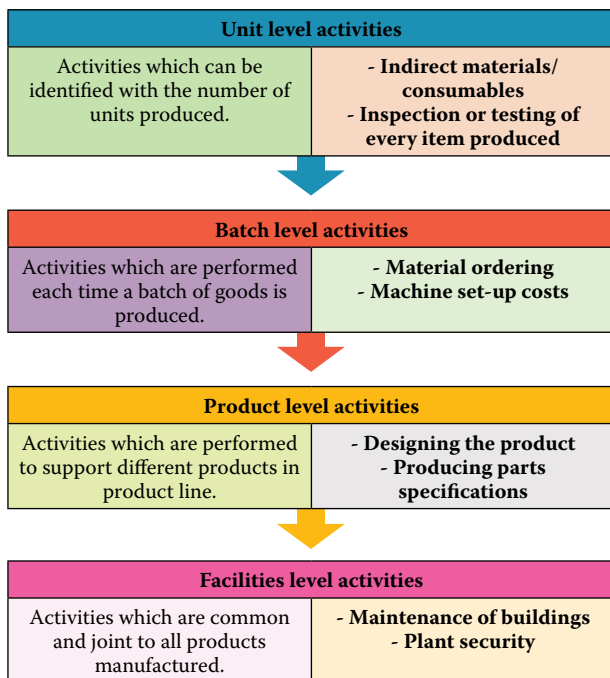 Unit level activities
Activities which can be
identified with the number of
units produced.
- Indirect materials/
consumables
- Inspection or testing of
every item produced
Batch level activities
Activities which are performed
each time a batch of goods is
produced.
- Material ordering
- Machine set-up costs
Product level activities
Activities which are performed
to support different products in
product line.
- Designing the product
- Producing parts
specifications
Facilities level activities
Activities which are common
and joint to all products
manufactured.
- Maintenance of buildings
- Plant security